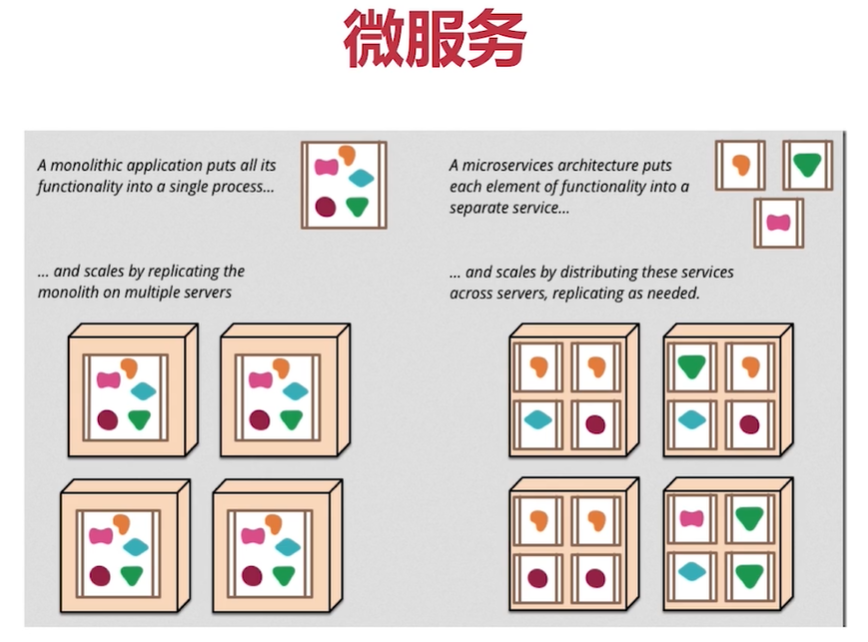 微服务
A monolithic application puts all its
functionality into a single process...
... and scales by replicating the
monolith on multiple servers
A microservices architecture puts
each element of functionality into a
separate service...
... and scales by distributing these services
across servers, replicating as needed.